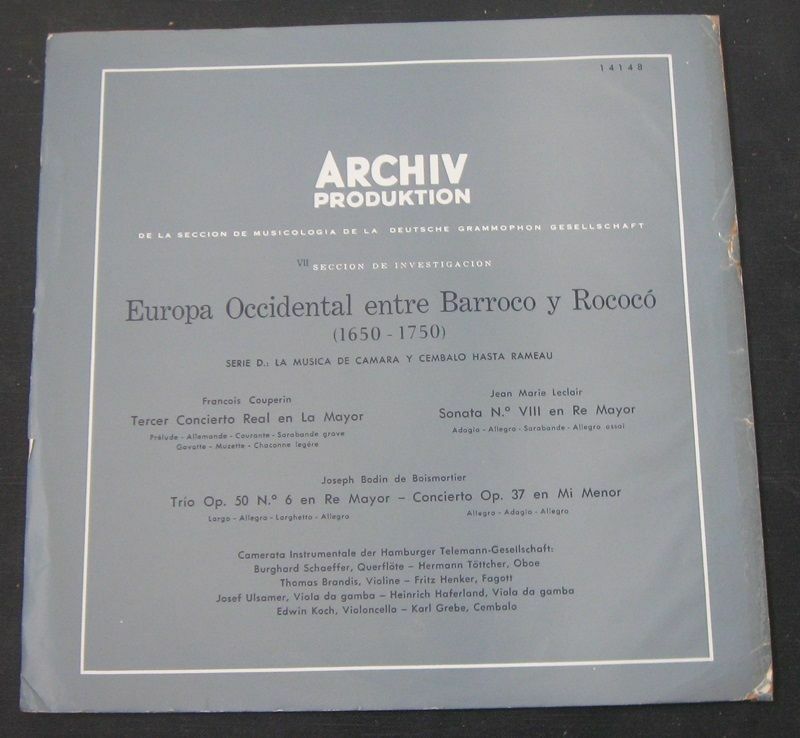 14148
ARCHIV
PRODUKTION
DE LA SECCION DE MUSICOLOGIA DE LA DEUTSCHE GRAMMOPHON GESELLSCHAFT
VII SECCION DE INVESTIGACION
Europa Occidental entre Barroco y Rococó
(1650 - 1750)
SERIE D.: LA MUSICA DE CAMARA Y CEMBALO HASTA RAMEAU
Francois Couperin
Tercer Concierto Real en La Mayor
Prélude - Allemande - Courante - Sarabande grave
Gavotte - Muzette - Chaconne legére
Jean Marie Leclair
Sonata N.º VIII en Re Mayor
Adagio - Allegro - Sarabande - Allegro assai
Joseph Bodin de Boismortier
Trio Op. 50 N.º 6 en Re Mayor – Concierto Op. 37 en Mi Menor
Largo - Allegro - Larghetto - Allegro
Allegro - Adagio - Allegro
Camerata Instrumentale der Hamburger Telemann-Gesellschaft:
Burghard Schaeffer, Querflöte – Hermann Töttcher, Oboe
Thomas Brandis, Violine – Fritz Henker, Fagott
Josef Ulsamer, Viola da gamba – Heinrich Haferland, Viola da gamba
Edwin Koch, Violoncello – Karl Grebe, Cembalo